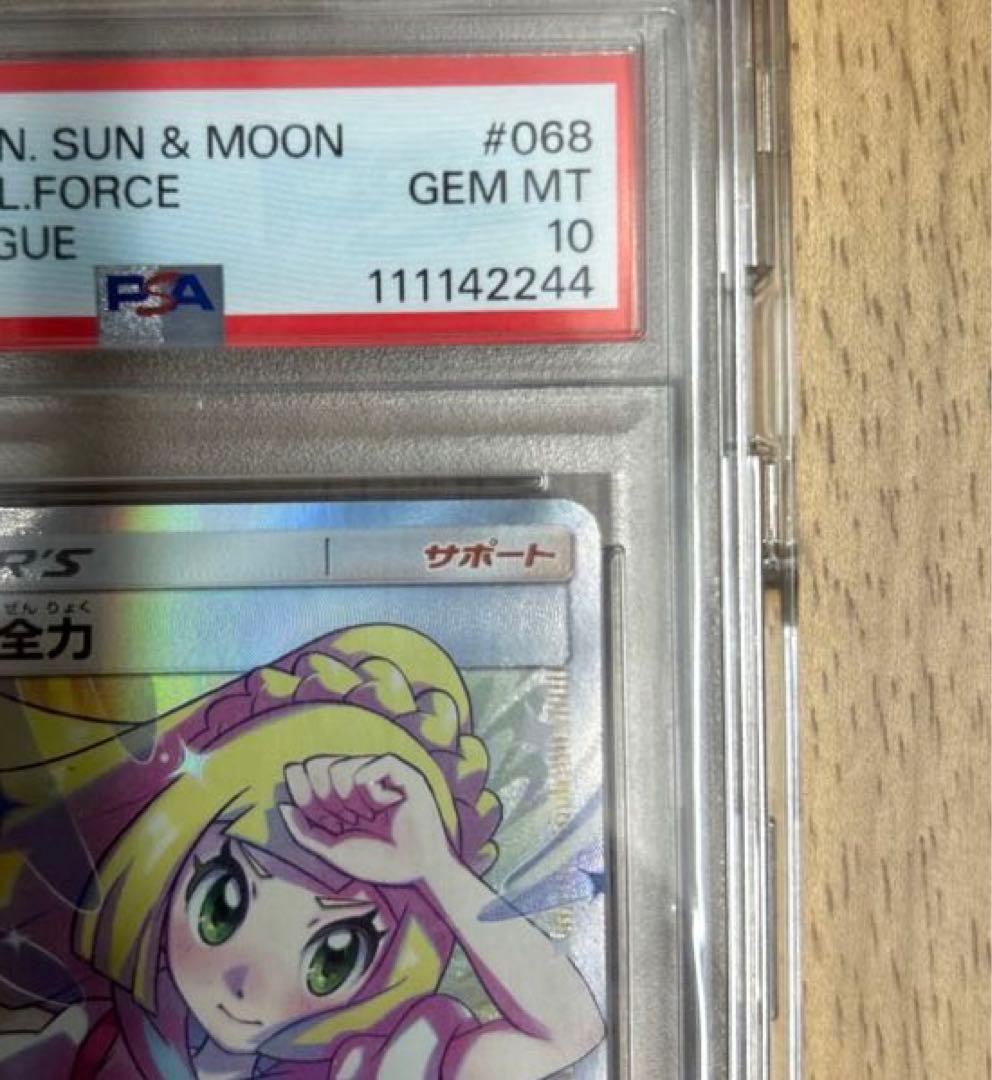 N. SUN & MOON #068
L.FORCE GEM MT
GUE 10
PSA 111142244
R'S サポート
ぜんりょく
全力